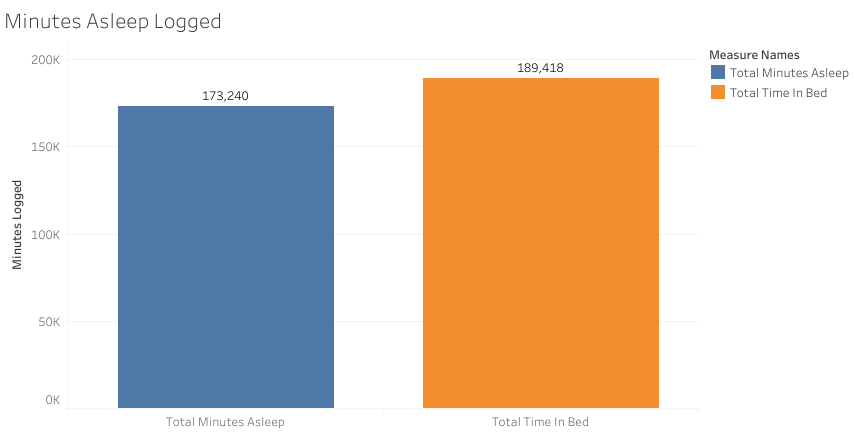 Minutes Asleep Logged
Measure Names
Total Minutes Asleep
Total Time In Bed
200K
150K
100K
50K
0K
Minutes Logged
173,240
189,418
Total Minutes Asleep
Total Time In Bed